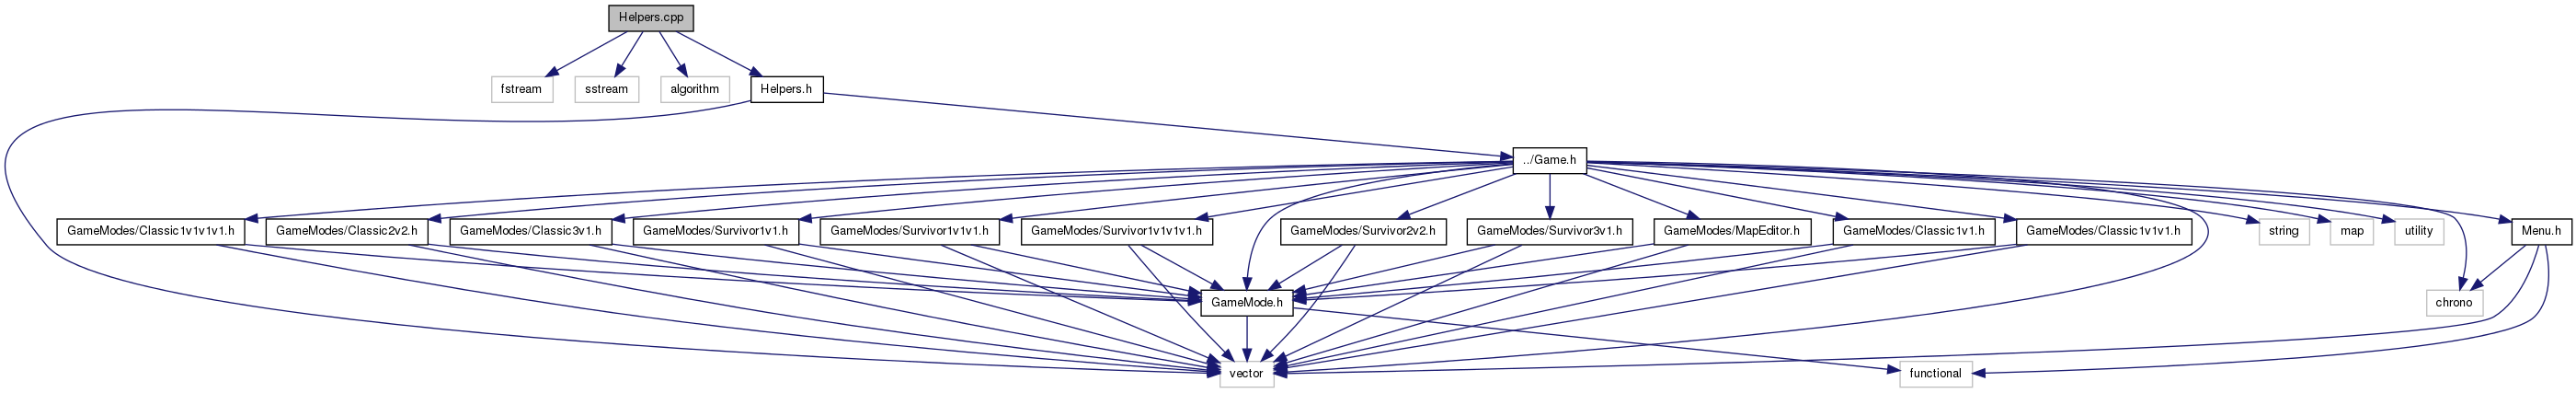 Helpers.cpp
fstream
sstream
algorithm
Helpers.h
../Game.h
GameModes/Classic1v1v1v1.h
GameModes/Classic2v2.h
GameModes/Classic3v1.h
GameModes/Survivor1v1.h
GameModes/Survivor1v1v1.h
GameModes/Survivor1v1v1v1.h
GameModes/Survivor2v2.h
GameModes/Survivor3v1.h
GameModes/MapEditor.h
GameModes/Classic1v1.h
GameModes/Classic1v1v1.h
string
map
utility
Menu.h
GameMode.h
chrono
vector
functional